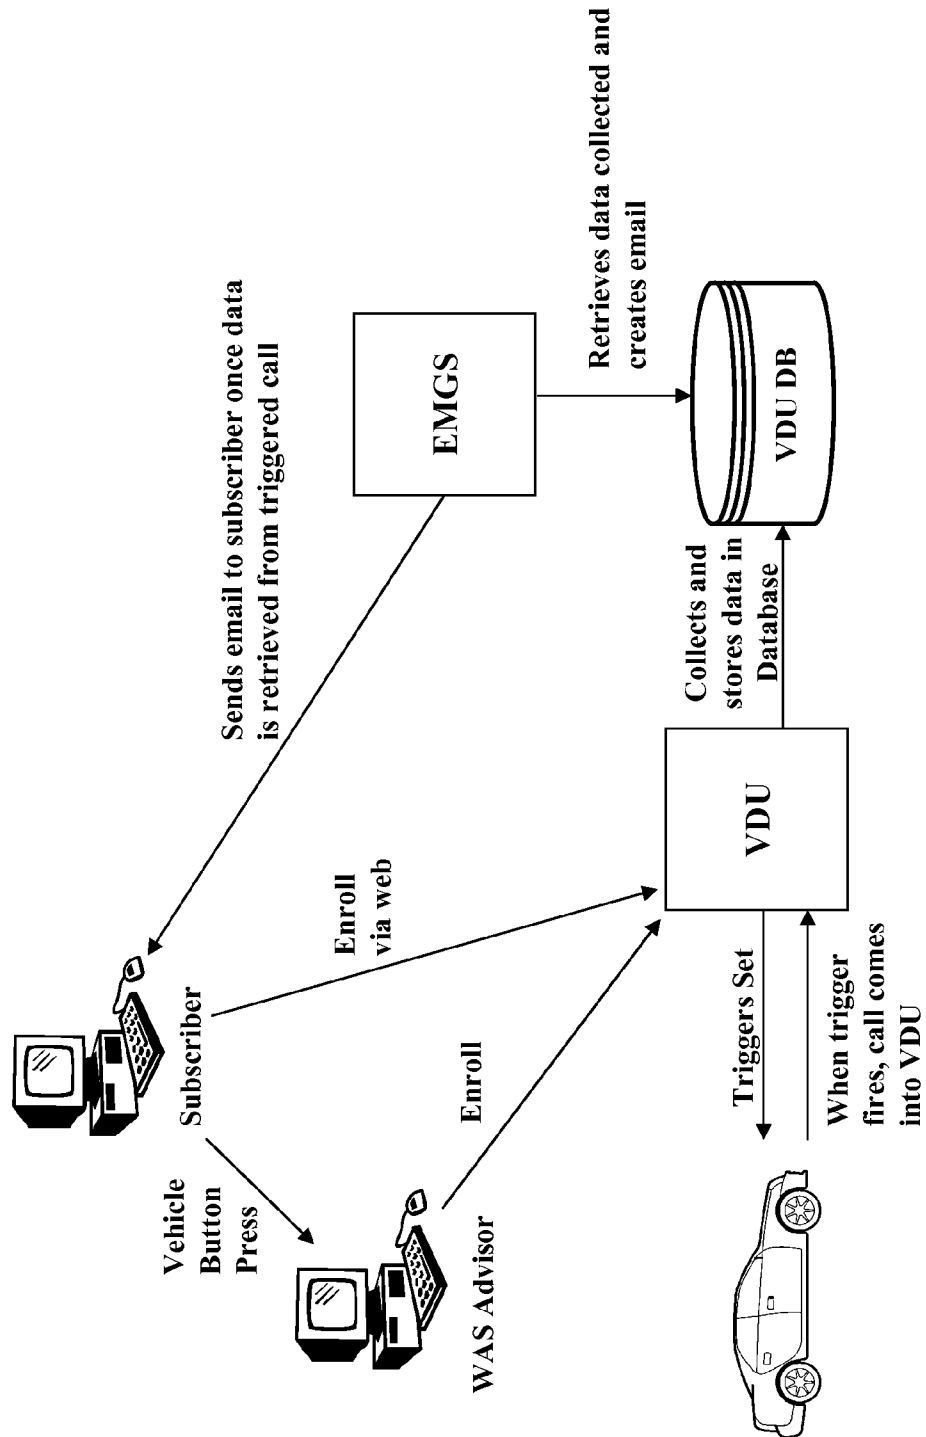 Sends email to subscriber once data
is retrieved from triggered call
Subscriber
Vehicle
Button
Press
Enroll
via web
EMGS
Retrieves data collected and
creates email
WAS Advisor
Enroll
Collects and
stores data in
Database
VDU DB
VDU
Triggers Set
When trigger
fires, call comes
into VDU